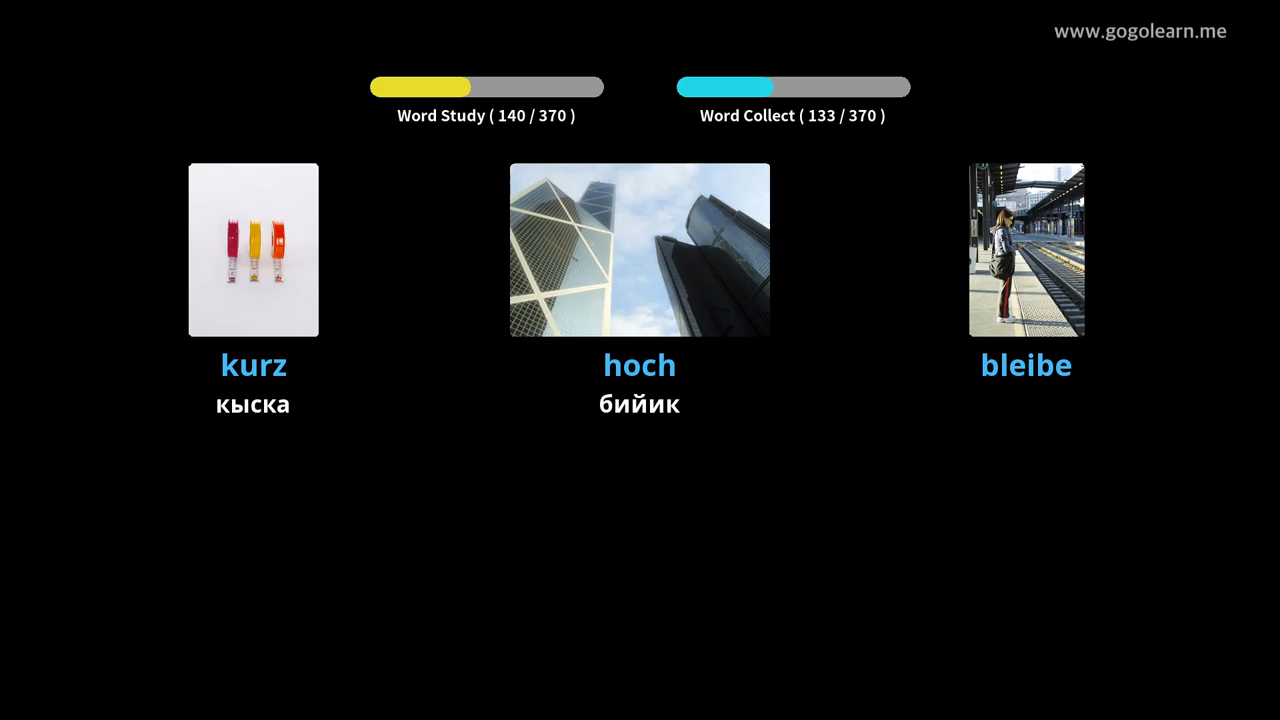 www.gogolearn.me
Word Study ( 140 / 370 )
Word Collect ( 133 / 370 )
kurz
hoch
bleibe
кыска
бийик